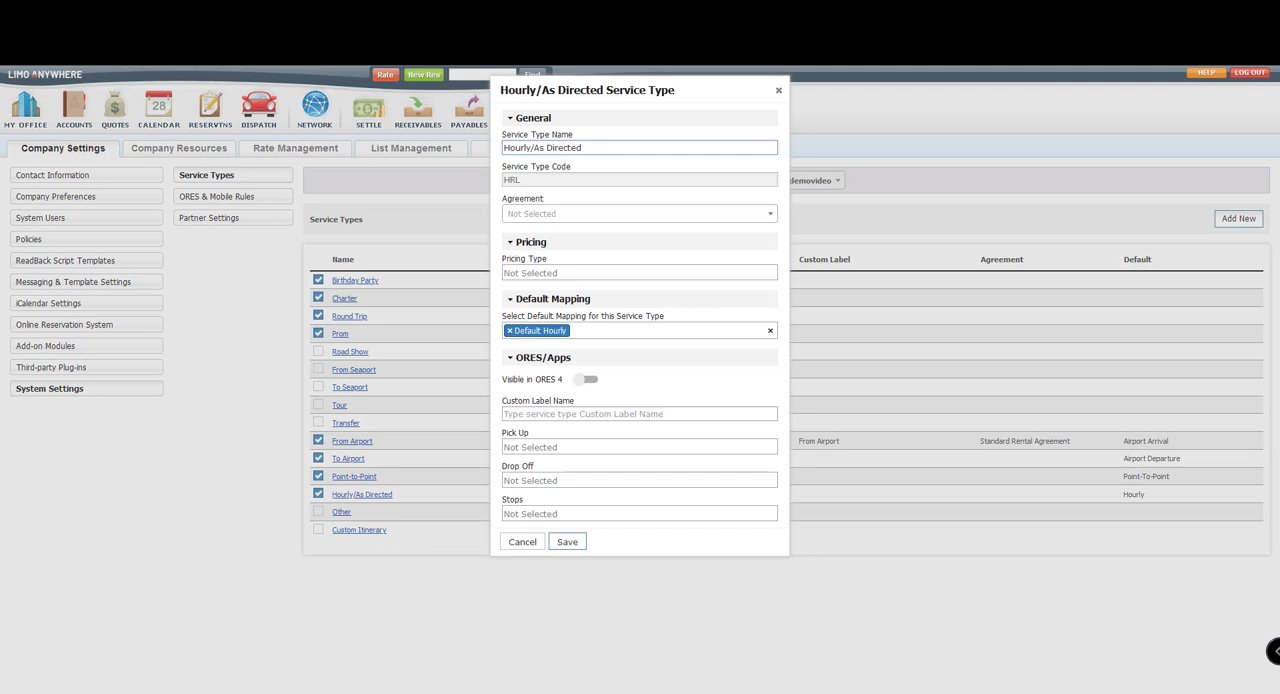 LIMO ANYWHERE
Rate
New Res
Find
HELP
LOG OUT
MY OFFICE
ACCOUNTS
QUOTES
28
CALENDAR
RESERVTNS
DISPATCH
NETWORK
SETTLE
RECEIVABLES
PAYABLES
Company Settings
Company Resources
Rate Management
List Management
Contact Information
Company Preferences
System Users
Policies
ReadBack Script Templates
Messaging & Template Settings
iCalendar Settings
Online Reservation System
Add-on Modules
Third-party Plug-ins
System Settings
Service Types
ORES & Mobile Rules
Partner Settings
demovideo
Service Types
Add New
Name
Custom Label
Agreement
Default
Birthday Party
Charter
Round Trip
Prom
Road Show
From Seaport
To Seaport
Tour
Transfer
From Airport
From Airport
Standard Rental Agreement
Airport Arrival
To Airport
Airport Departure
Point-to-Point
Point-To-Point
Hourly/As Directed
Hourly
Other
Custom Itinerary
Hourly/As Directed Service Type
×
General
Service Type Name
Hourly/As Directed
Service Type Code
HRL
Agreement
Not Selected
Pricing
Pricing Type
Not Selected
Default Mapping
Select Default Mapping for this Service Type
× Default Hourly
×
ORES/Apps
Visible in ORES 4
Custom Label Name
Type service type Custom Label Name
Pick Up
Not Selected
Drop Off
Not Selected
Stops
Not Selected
Cancel
Save